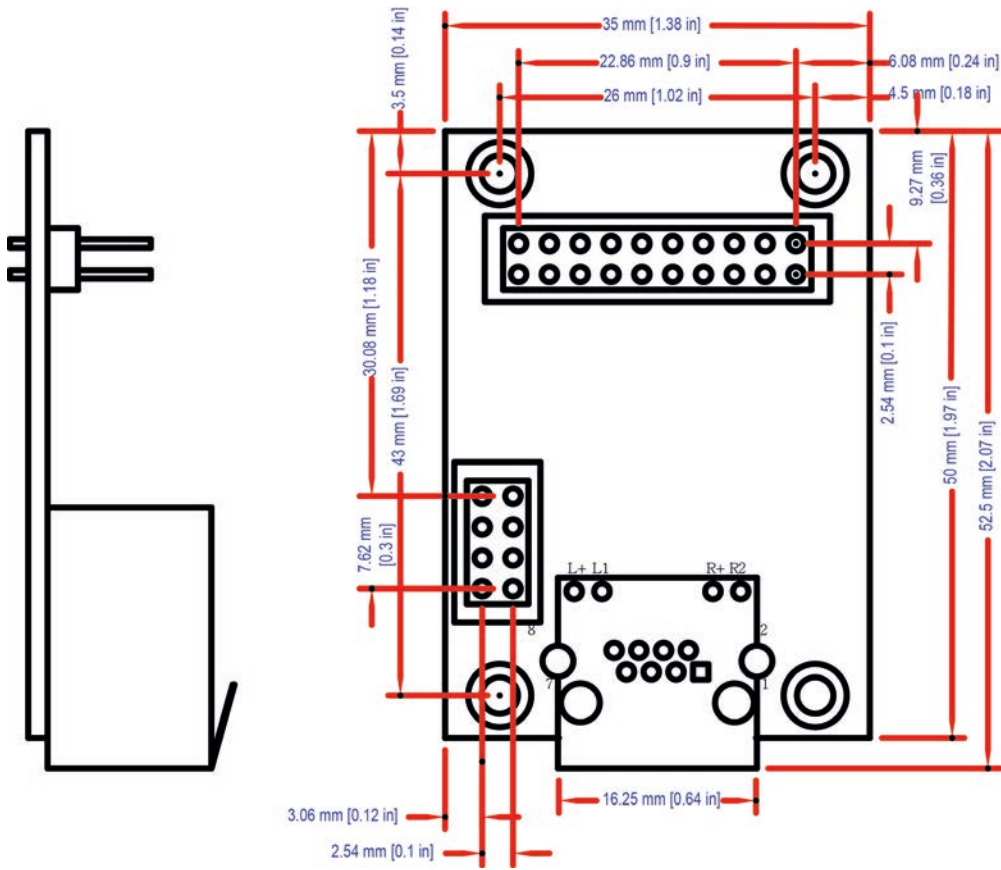 35 mm [1.38 in]
22.86 mm [0.9 in]
6.08 mm [0.24 in]
26 mm [1.02 in]
4.5 mm [0.18 in]
3.5 mm [0.14 in]
9.27 mm
[0.36 in]
30.08 mm [1.18 in]
43 mm [1.69 in]
2.54 mm [0.1 in]
50 mm [1.97 in]
52.5 mm [2.07 in]
7.62 mm
[0.3 in]
L+ L1
R+ R2
8
2
7
1
16.25 mm [0.64 in]
3.06 mm [0.12 in]
2.54 mm [0.1 in]